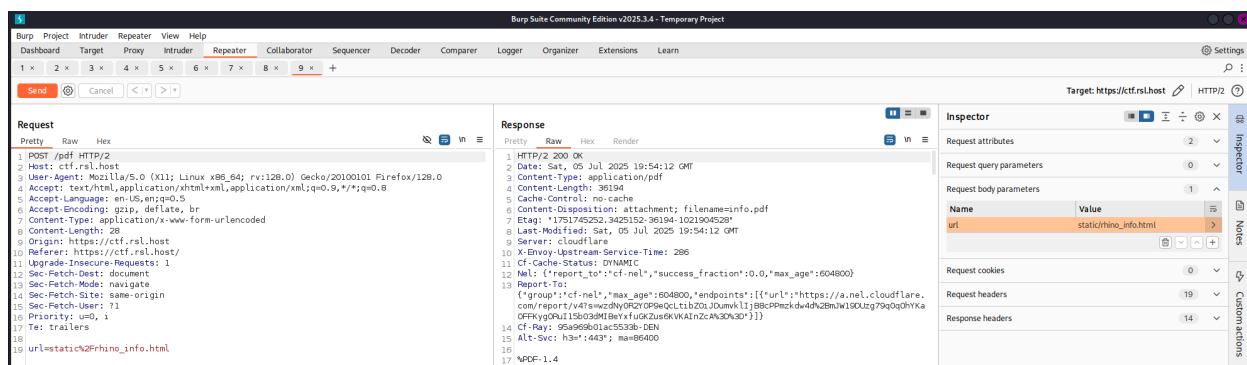 Burp Suite Community Edition v2025.3.4 - Temporary Project
Burp Project Intruder Repeater View Help
Dashboard Target Proxy Intruder Repeater Collaborator Sequencer Decoder Comparer Logger Organizer Extensions Learn Settings
1 × 2 × 3 × 4 × 5 × 6 × 7 × 8 × 9 × +
Send Cancel < > Target: https://ctf.rsl.host HTTP/2
Request
Pretty Raw Hex
1 POST /pdf HTTP/2
2 Host: ctf.rsl.host
3 User-Agent: Mozilla/5.0 (X11; Linux x86_64; rv:128.0) Gecko/20100101 Firefox/128.0
4 Accept: text/html,application/xhtml+xml,application/xml;q=0.9,*/*;q=0.8
5 Accept-Language: en-US,en;q=0.5
6 Accept-Encoding: gzip, deflate, br
7 Content-Type: application/x-www-form-urlencoded
8 Content-Length: 28
9 Origin: https://ctf.rsl.host
10 Referer: https://ctf.rsl.host/
11 Upgrade-Insecure-Requests: 1
12 Sec-Fetch-Dest: document
13 Sec-Fetch-Mode: navigate
14 Sec-Fetch-Site: same-origin
15 Sec-Fetch-User: ?1
16 Priority: u=0, i
17 Te: trailers
18
19 url=static%2Frhino_info.html
Response
Pretty Raw Hex Render
1 HTTP/2 200 OK
2 Date: Sat, 05 Jul 2025 19:54:12 GMT
3 Content-Type: application/pdf
4 Content-Length: 36194
5 Cache-Control: no-cache
6 Content-Disposition: attachment; filename=info.pdf
7 Etag: "1751745252.3425152-36194-1021904528"
8 Last-Modified: Sat, 05 Jul 2025 19:54:12 GMT
9 Server: cloudflare
10 X-Envoy-Upstream-Service-Time: 286
11 Cf-Cache-Status: DYNAMIC
12 Nel: {"report_to":"cf-nel","success_fraction":0.0,"max_age":604800}
13 Report-To:
{"group":"cf-nel","max_age":604800,"endpoints":[{"url":"https://a.nel.cloudflare.
14 Cf-Ray: 95a969b01ac5533b-DEN
15 Alt-Svc: h3=":443"; ma=86400
16
17 %PDF-1.4
Inspector
Request attributes 2
Request query parameters 0
Request body parameters 1
Name Value
url static/rhino_info.html
Request cookies 0
Request headers 19
Response headers 14
Inspector
Notes
Custom actions